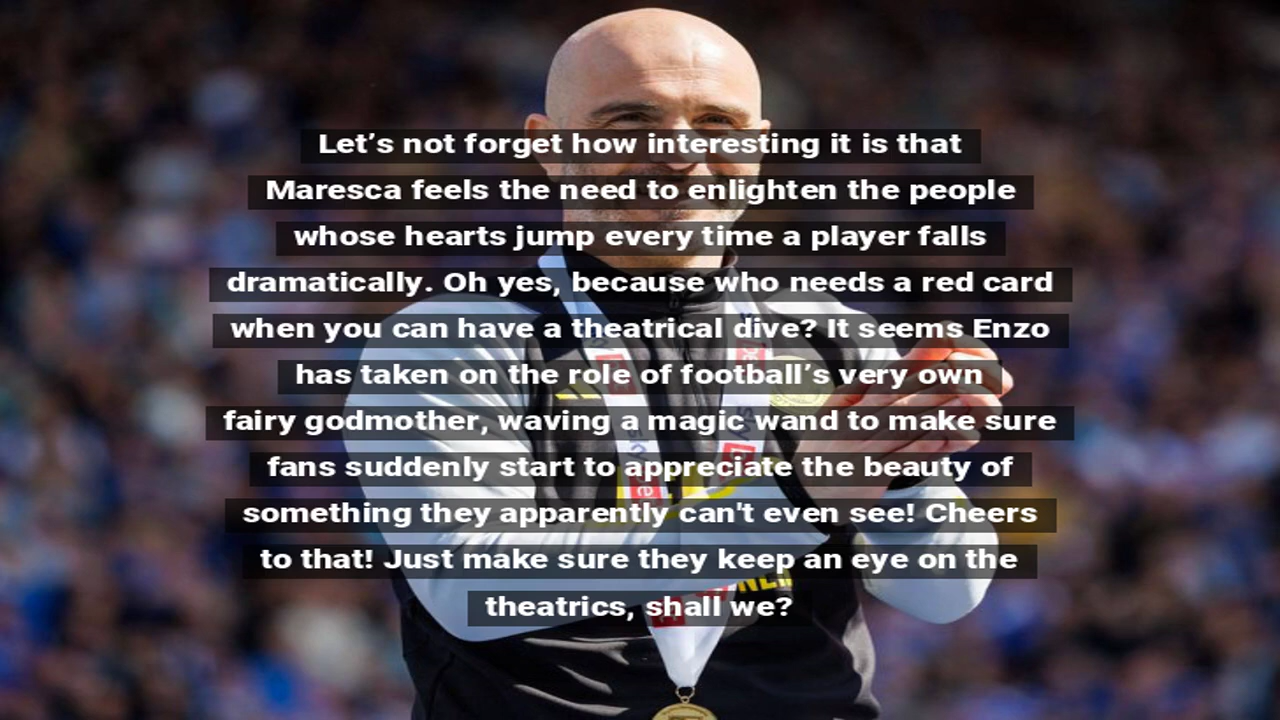 Let’s not forget how interesting it is that
Maresca feels the need to enlighten the people
whose hearts jump every time a player falls
dramatically. Oh yes, because who needs a red card
when you can have a theatrical dive? It seems Enzo
has taken on the role of football’s very own
fairy godmother, waving a magic wand to make sure
fans suddenly start to appreciate the beauty of
something they apparently can't even see! Cheers
to that! Just make sure they keep an eye on the
theatrics, shall we?